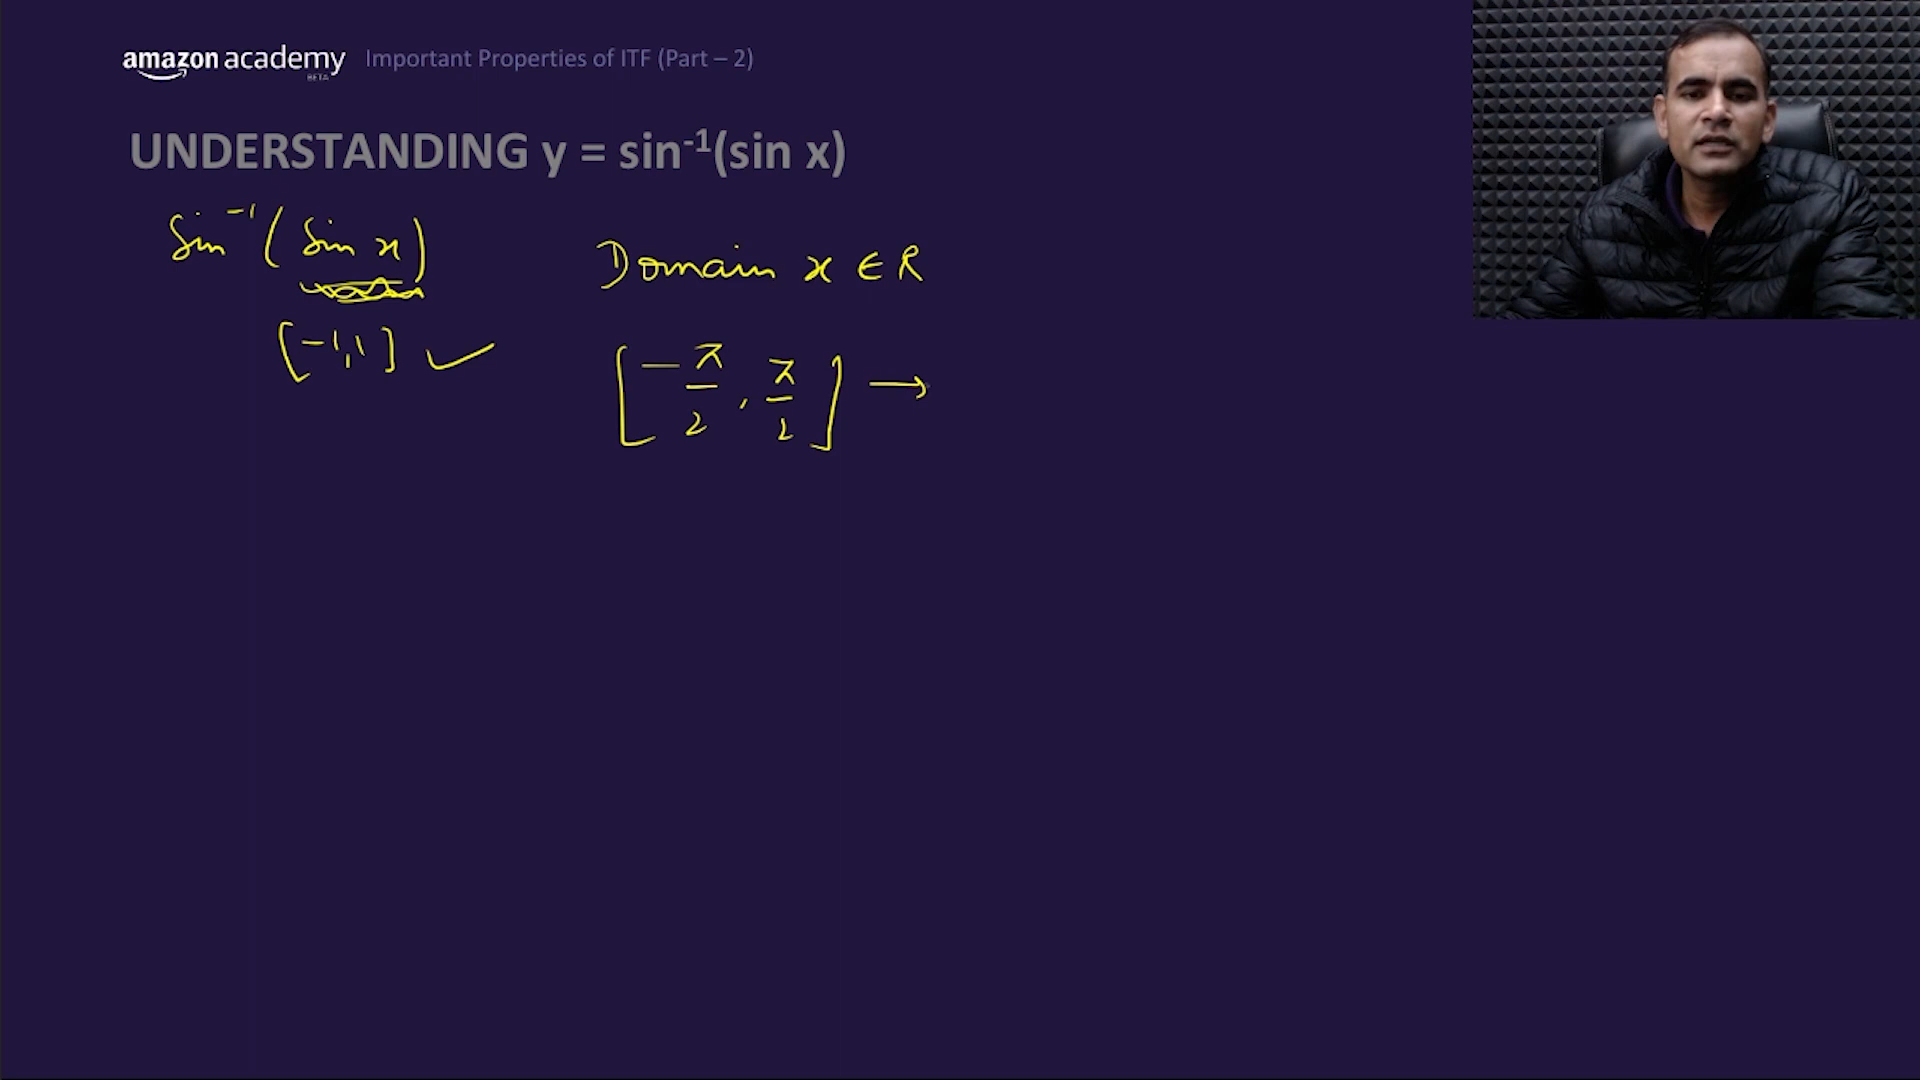 amazon academy Important Properties of ITF (Part – 2)
BETA
UNDERSTANDING y = sin⁻¹(sin x)
Sin⁻¹(Sin x) Domain x ∈ R
[-1,1] ✓ [-π/2, π/2] →